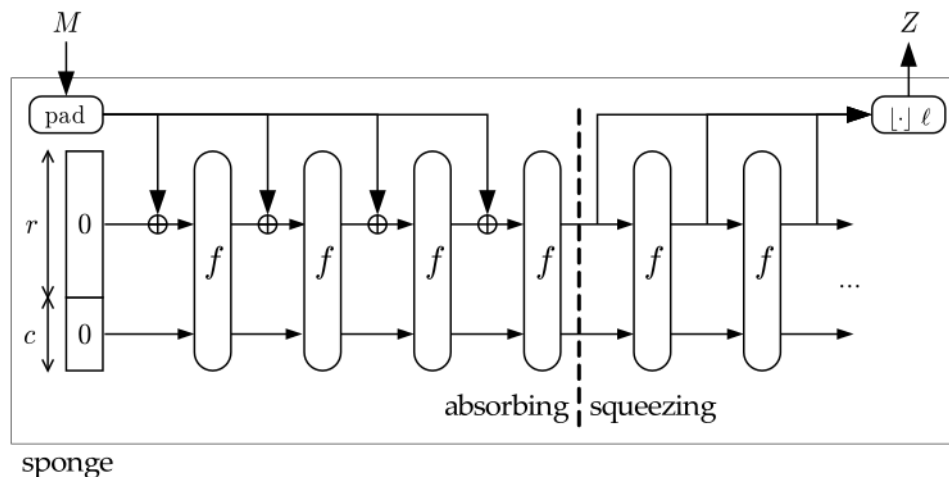 M Z
pad ⌊·⌋ ℓ
r 0 f f f f f f
...
c 0
absorbing squeezing
sponge